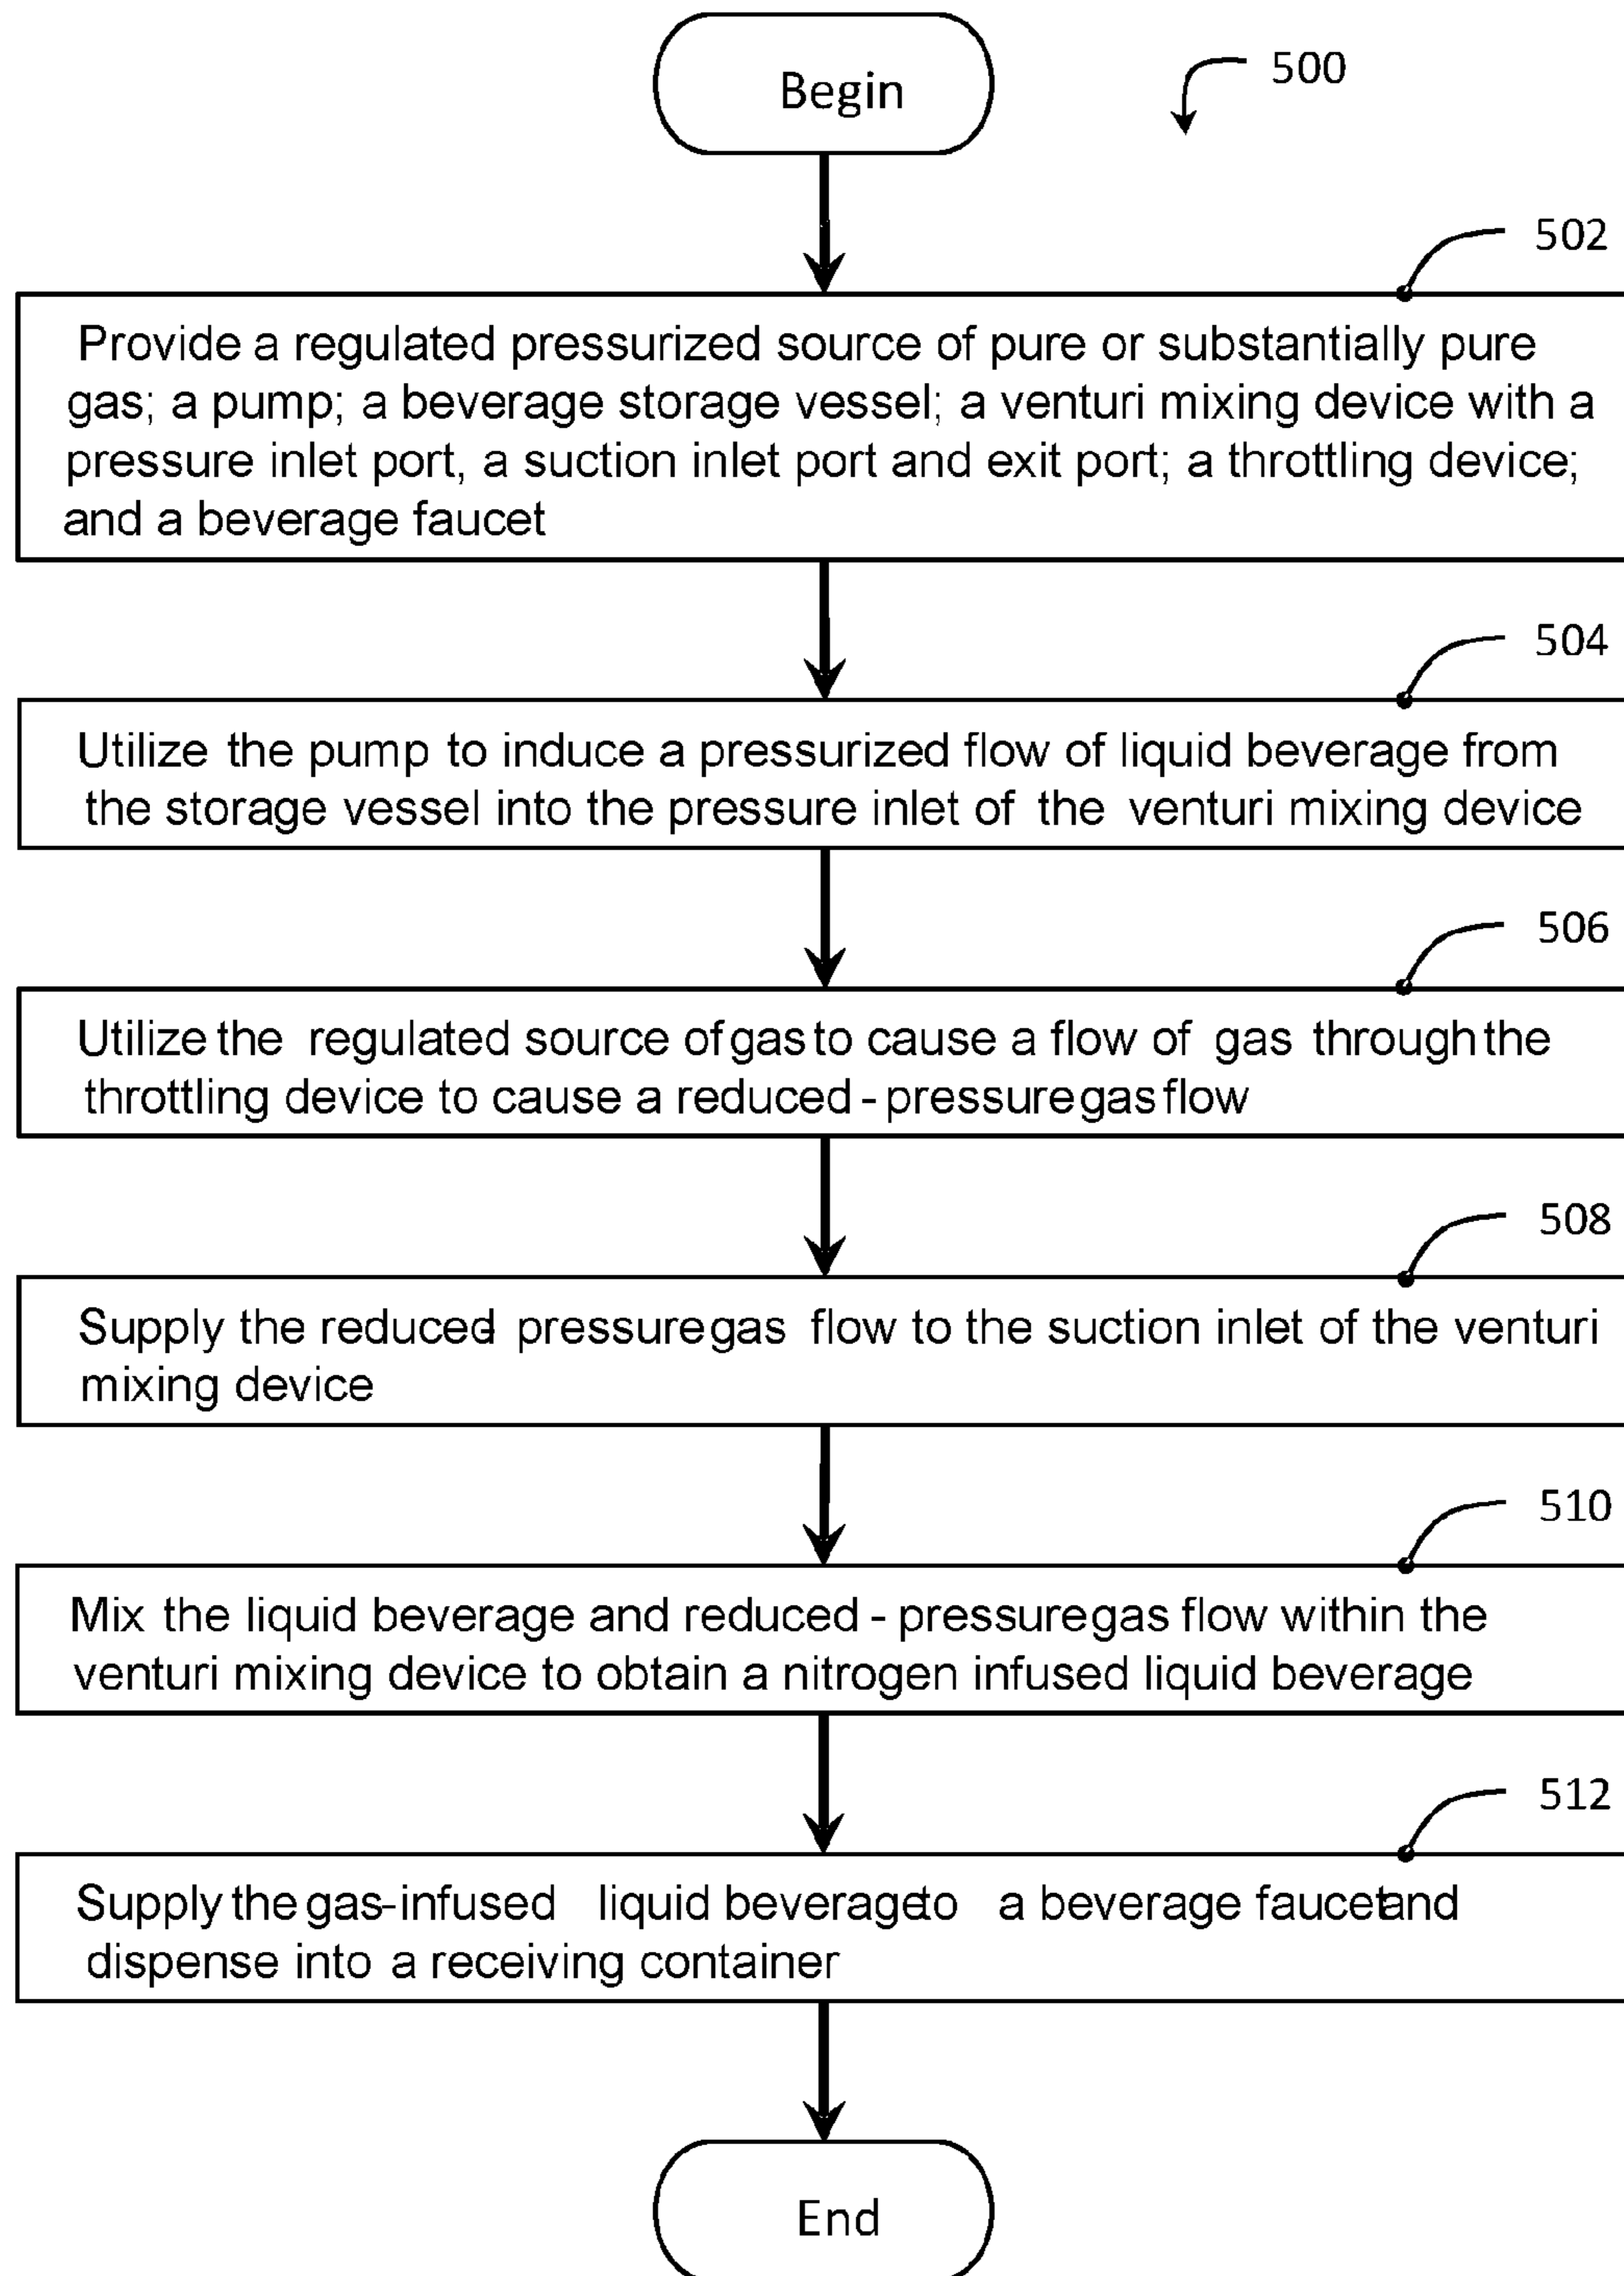 Begin
500
502
Provide a regulated pressurized source of pure or substantially pure
gas; a pump; a beverage storage vessel; a venturi mixing device with a
pressure inlet port, a suction inlet port and exit port; a throttling device;
and a beverage faucet
504
Utilize the pump to induce a pressurized flow of liquid beverage from
the storage vessel into the pressure inlet of the venturi mixing device
506
Utilize the regulated source of gas to cause a flow of gas through the
throttling device to cause a reduced - pressure gas flow
508
Supply the reduced pressure gas flow to the suction inlet of the venturi
mixing device
510
Mix the liquid beverage and reduced - pressure gas flow within the
venturi mixing device to obtain a nitrogen infused liquid beverage
512
Supply the gas-infused liquid beverage to a beverage faucet and
dispense into a receiving container
End